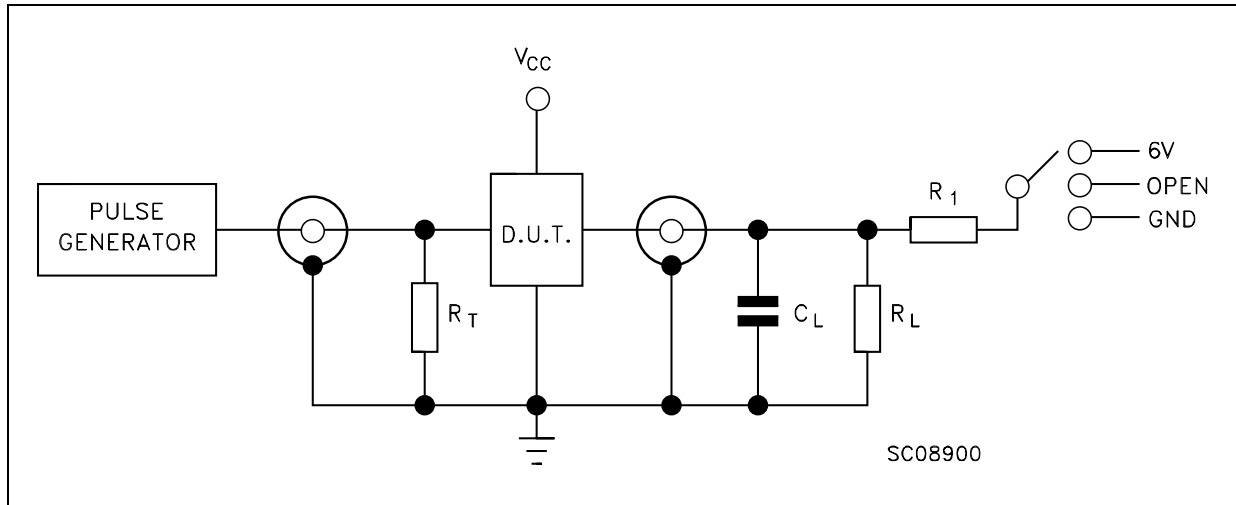 VCC
PULSE
GENERATOR
D.U.T.
RT
CL
RL
R1
6V
OPEN
GND
SC08900